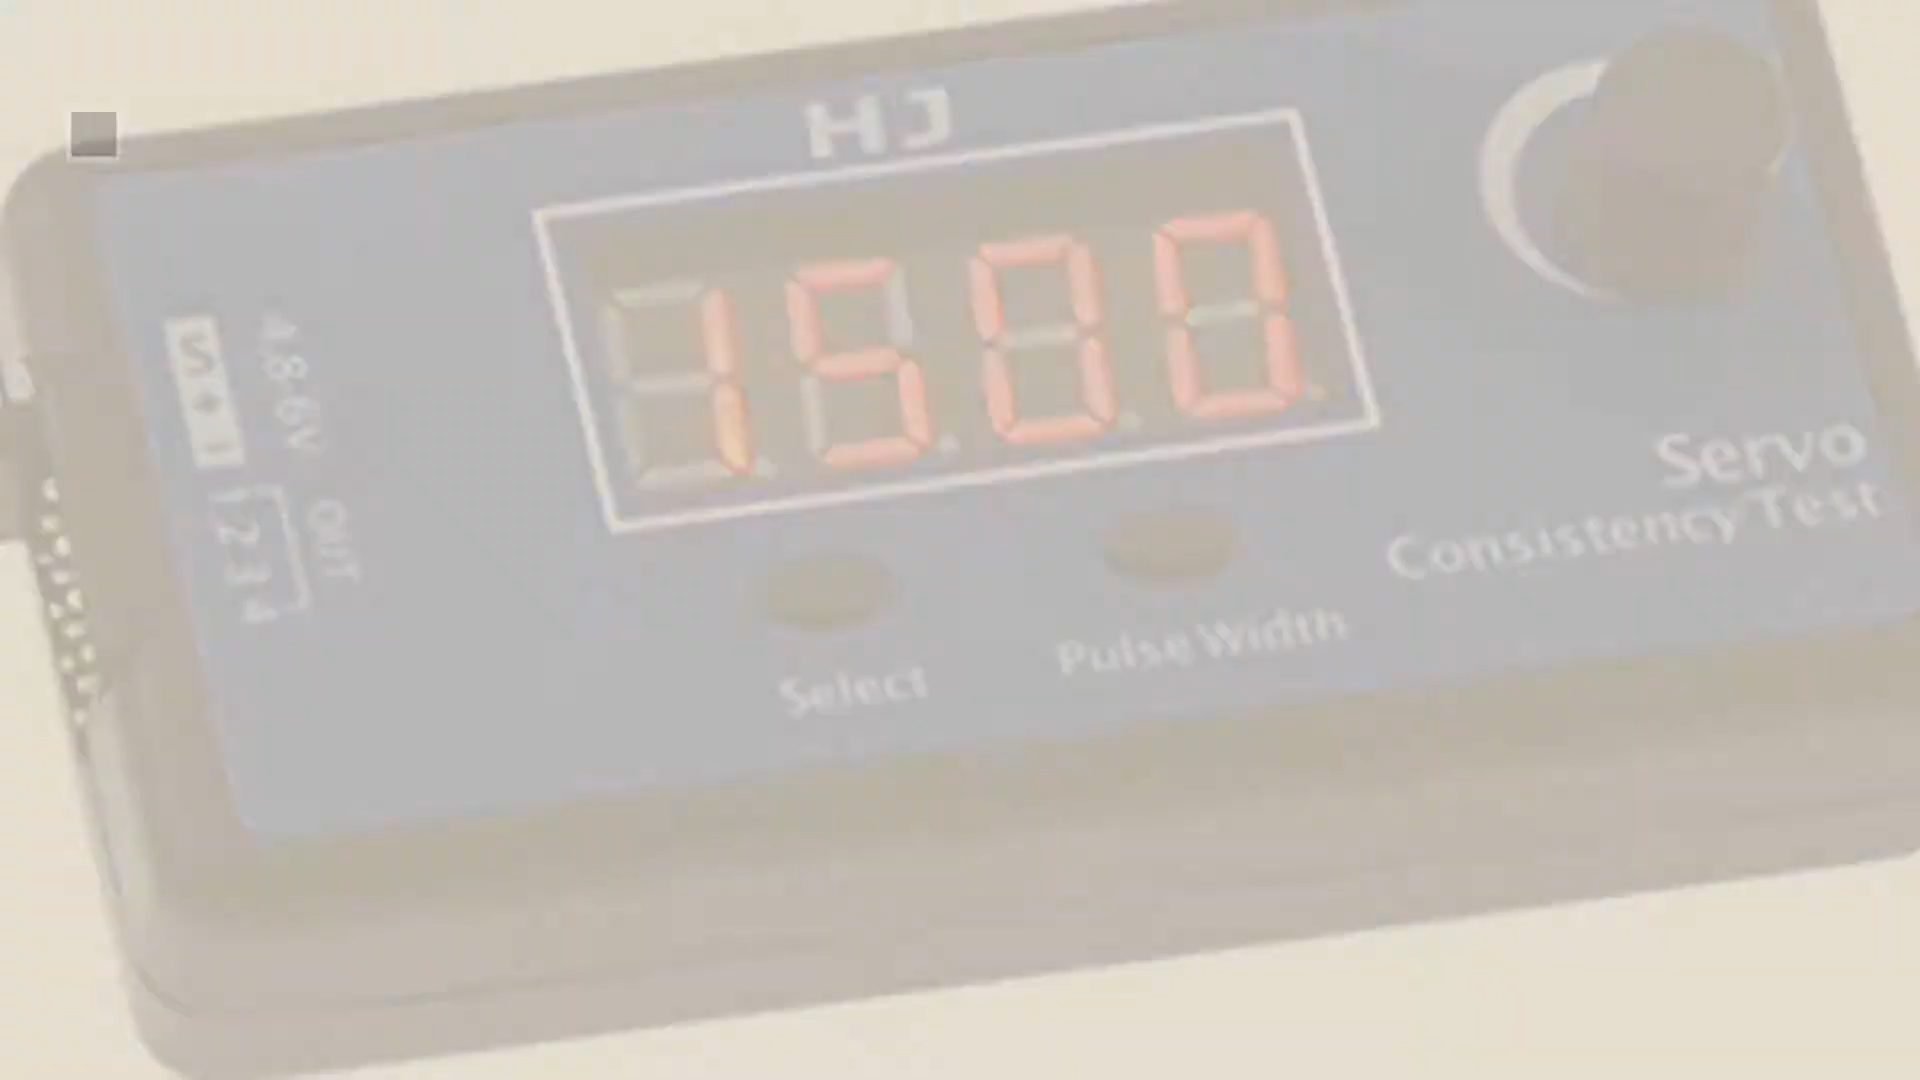 HJ
1500
S + -
4.8-6V
1 2 3 4
OUT
Select
Pulse Width
Servo
Consistency Test